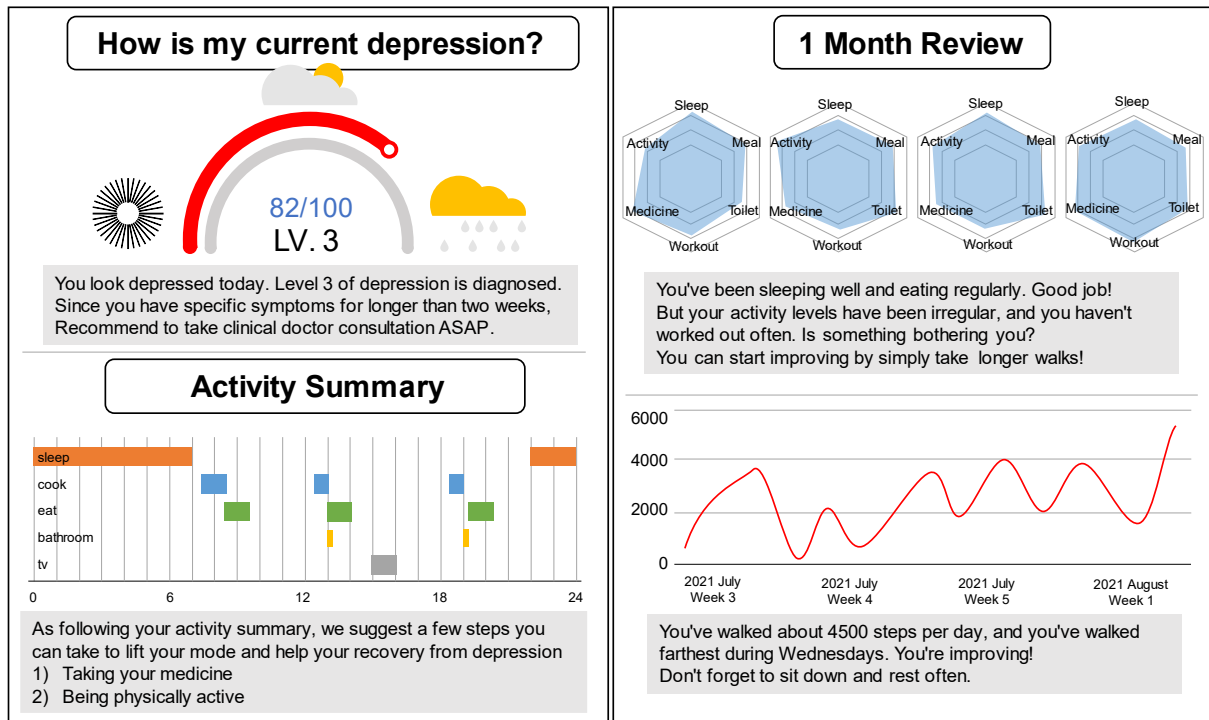 How is my current depression?
82/100
LV. 3
You look depressed today. Level 3 of depression is diagnosed.
Since you have specific symptoms for longer than two weeks,
Recommend to take clinical doctor consultation ASAP.
Activity Summary
sleep
cook
eat
bathroom
tv
0 6 12 18 24
As following your activity summary, we suggest a few steps you
can take to lift your mode and help your recovery from depression
1) Taking your medicine
2) Being physically active
1 Month Review
Sleep Sleep Sleep Sleep
Activity Meal Activity Meal Activity Meal Activity Meal
Medicine Toilet Medicine Toilet Medicine Toilet Medicine Toilet
Workout Workout Workout Workout
You've been sleeping well and eating regularly. Good job!
But your activity levels have been irregular, and you haven't
worked out often. Is something bothering you?
You can start improving by simply take longer walks!
6000
4000
2000
0
2021 July 2021 July 2021 July 2021 August
Week 3 Week 4 Week 5 Week 1
You've walked about 4500 steps per day, and you've walked
farthest during Wednesdays. You're improving!
Don't forget to sit down and rest often.